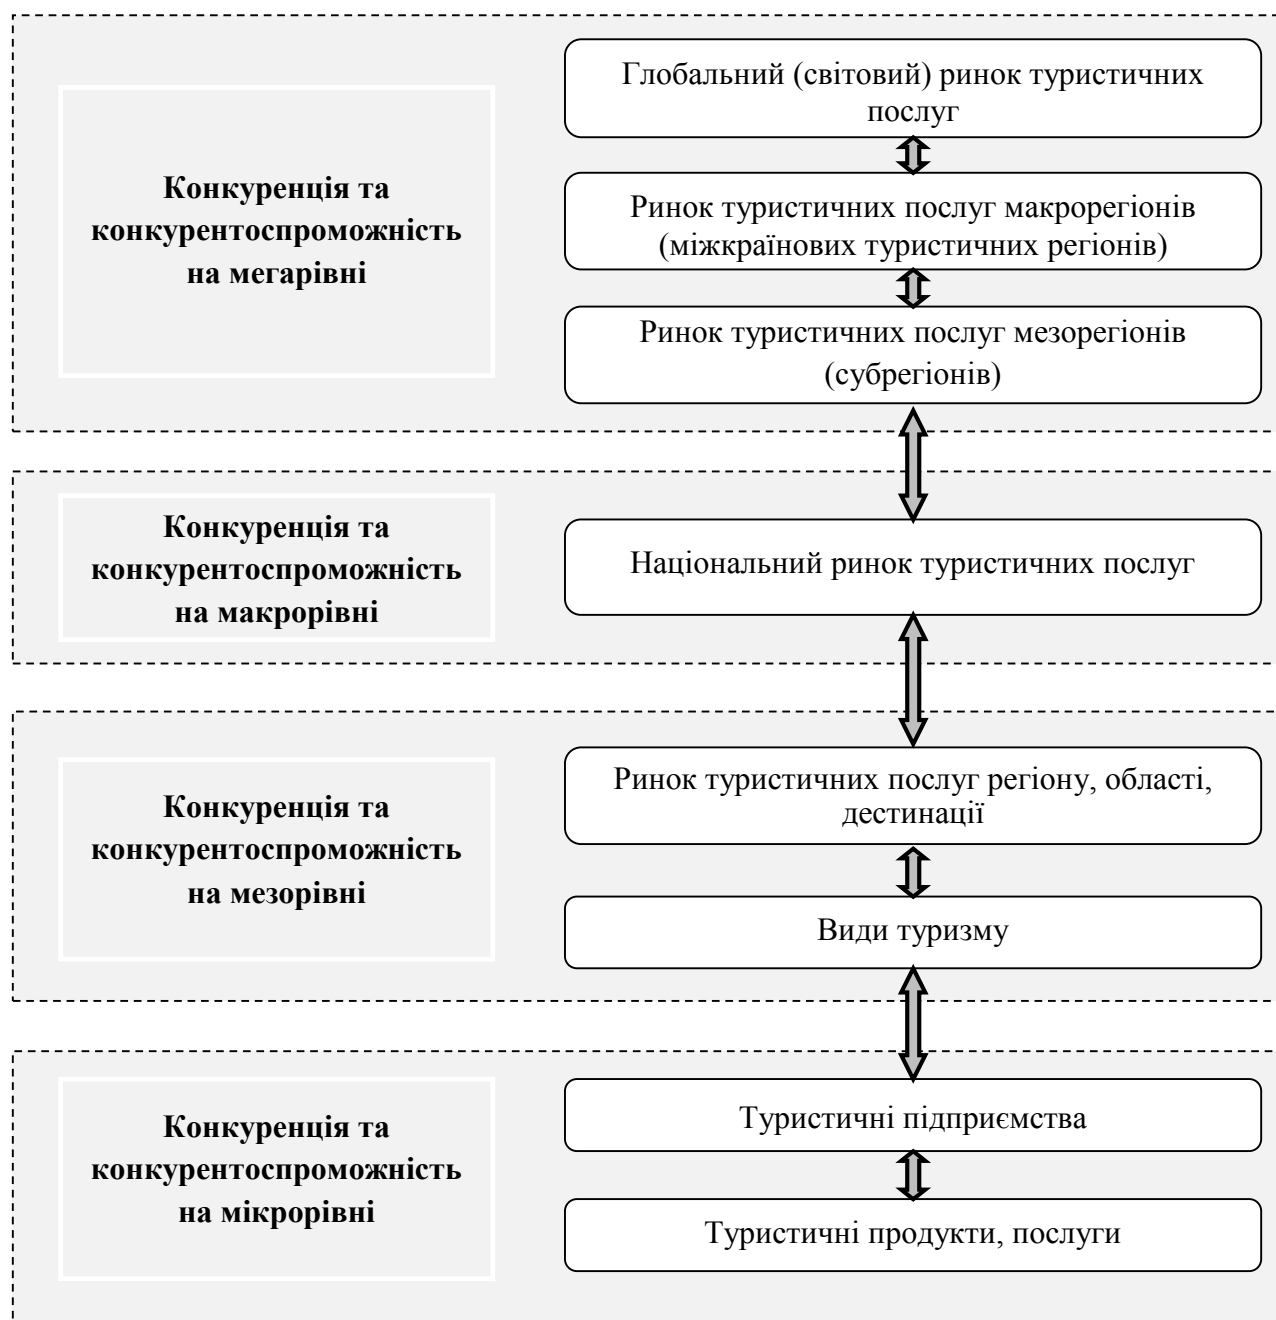 Конкуренція та
конкурентоспроможність
на мегарівні
Глобальний (світовий) ринок туристичних
послуг
Ринок туристичних послуг макрорегіонів
(міжкраїнових туристичних регіонів)
Ринок туристичних послуг мезорегіонів
(субрегіонів)
Конкуренція та
конкурентоспроможність
на макрорівні
Національний ринок туристичних послуг
Конкуренція та
конкурентоспроможність
на мезорівні
Ринок туристичних послуг регіону, області,
дестинації
Види туризму
Конкуренція та
конкурентоспроможність
на мікрорівні
Туристичні підприємства
Туристичні продукти, послуги